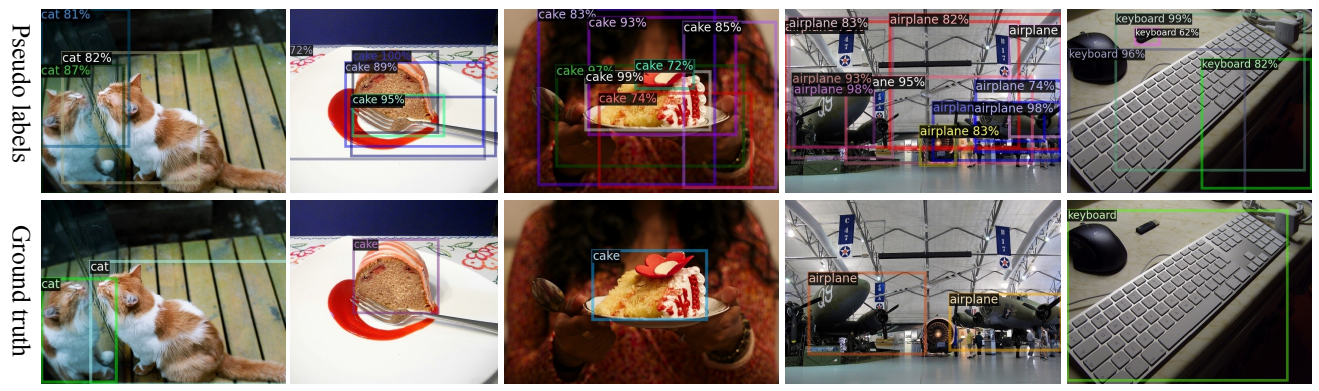 Pseudo labels
cat 81%
cat 82%
cat 87%
72%
cake 100%
cake 89%
cake 95%
cake 83%
cake 93%
cake 85%
cake 97%
cake 72%
cake 99%
cake 74%
airplane 83%
airplane 82%
airplane
airplane 93%
ane 95%
airplane 98%
airplane 74%
airplane 98%
airplane 83%
keyboard 99%
keyboard 62%
keyboard 96%
keyboard 82%
Ground truth
cat
cat
cake
cake
airplane
airplane
keyboard
C
47
B
17